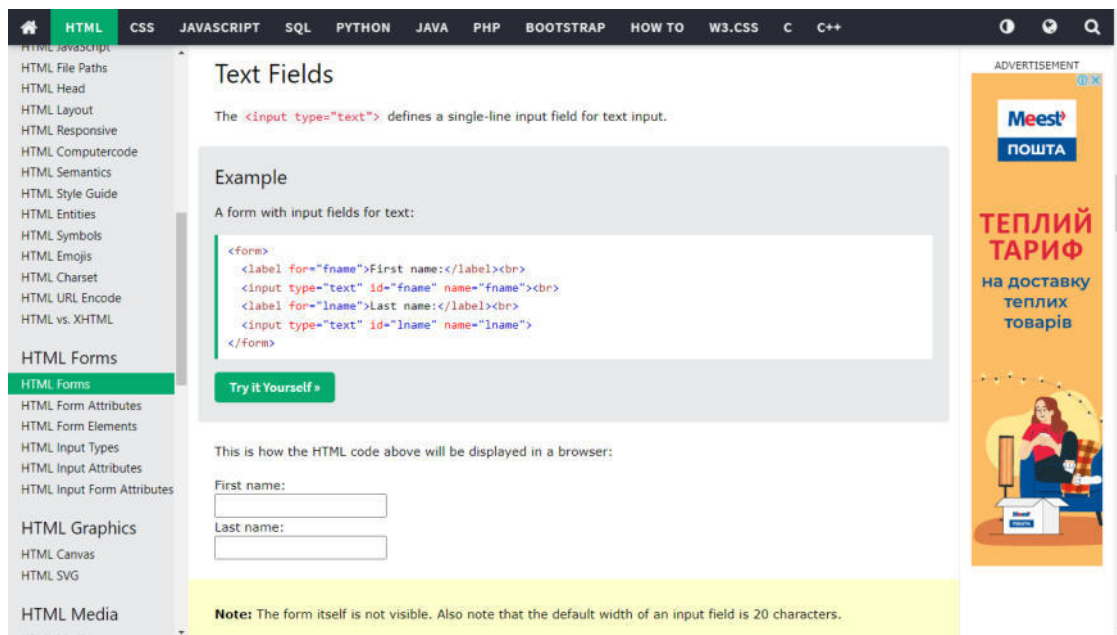 HTML CSS JAVASCRIPT SQL PYTHON JAVA PHP BOOTSTRAP HOW TO W3.CSS C C++
HTML JavaScript
HTML File Paths
HTML Head
HTML Layout
HTML Responsive
HTML Computercode
HTML Semantics
HTML Style Guide
HTML Entities
HTML Symbols
HTML Emojis
HTML Charset
HTML URL Encode
HTML vs. XHTML
HTML Forms
HTML Forms
HTML Form Attributes
HTML Form Elements
HTML Input Types
HTML Input Attributes
HTML Input Form Attributes
HTML Graphics
HTML Canvas
HTML SVG
HTML Media
Text Fields
The <input type="text"> defines a single-line input field for text input.
Example
A form with input fields for text:
<form>
<label for="fname">First name:</label><br>
<input type="text" id="fname" name="fname"><br>
<label for="lname">Last name:</label><br>
<input type="text" id="lname" name="lname">
</form>
Try it Yourself »
This is how the HTML code above will be displayed in a browser:
First name:
Last name:
Note: The form itself is not visible. Also note that the default width of an input field is 20 characters.
ADVERTISEMENT
Meest
ПОШТА
ТЕПЛИЙ
ТАРИФ
на доставку
теплих
товарів
Meest
ПОШТА